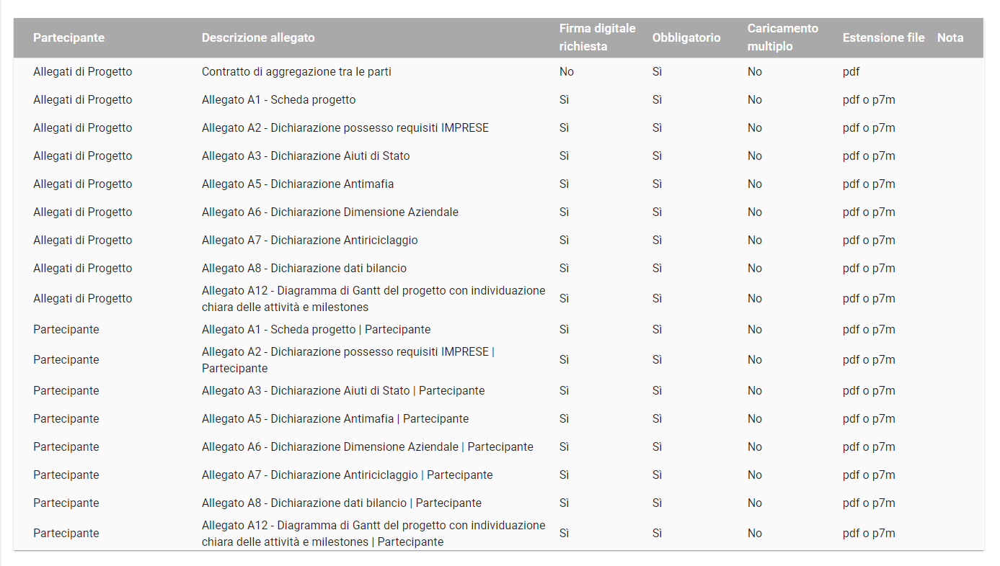 Partecipante Descrizione allegato Firma digitale richiesta Obbligatorio Caricamento multiplo Estensione file Nota
Allegati di Progetto Contratto di aggregazione tra le parti No Sì No pdf
Allegati di Progetto Allegato A1 - Scheda progetto Sì Sì No pdf o p7m
Allegati di Progetto Allegato A2 - Dichiarazione possesso requisiti IMPRESE Sì Sì No pdf o p7m
Allegati di Progetto Allegato A3 - Dichiarazione Aiuti di Stato Sì Sì No pdf o p7m
Allegati di Progetto Allegato A5 - Dichiarazione Antimafia Sì Sì No pdf o p7m
Allegati di Progetto Allegato A6 - Dichiarazione Dimensione Aziendale Sì Sì No pdf o p7m
Allegati di Progetto Allegato A7 - Dichiarazione Antiriciclaggio Sì Sì No pdf o p7m
Allegati di Progetto Allegato A8 - Dichiarazione dati bilancio Sì Sì No pdf o p7m
Allegati di Progetto Allegato A12 - Diagramma di Gantt del progetto con individuazione chiara delle attività e milestones Sì Sì No pdf o p7m
Partecipante Allegato A1 - Scheda progetto | Partecipante Sì Sì No pdf o p7m
Partecipante Allegato A2 - Dichiarazione possesso requisiti IMPRESE | Partecipante Sì Sì No pdf o p7m
Partecipante Allegato A3 - Dichiarazione Aiuti di Stato | Partecipante Sì Sì No pdf o p7m
Partecipante Allegato A5 - Dichiarazione Antimafia | Partecipante Sì Sì No pdf o p7m
Partecipante Allegato A6 - Dichiarazione Dimensione Aziendale | Partecipante Sì Sì No pdf o p7m
Partecipante Allegato A7 - Dichiarazione Antiriciclaggio | Partecipante Sì Sì No pdf o p7m
Partecipante Allegato A8 - Dichiarazione dati bilancio | Partecipante Sì Sì No pdf o p7m
Partecipante Allegato A12 - Diagramma di Gantt del progetto con individuazione chiara delle attività e milestones | Partecipante Sì Sì No pdf o p7m